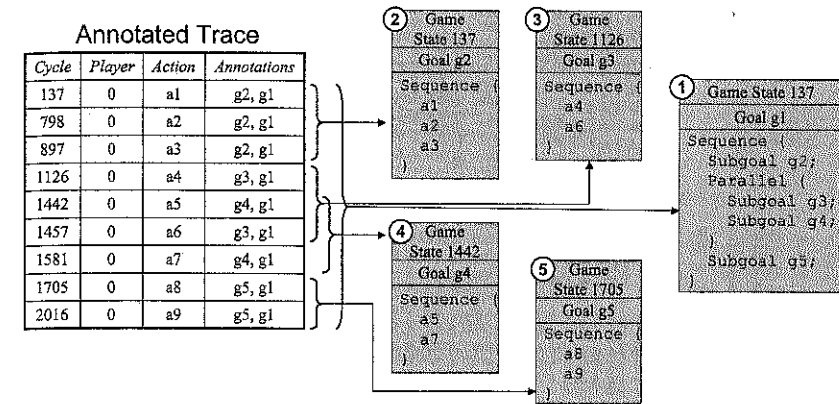 Annotated Trace
Cycle Player Action Annotations
137 0 a1 g2, g1
798 0 a2 g2, g1
897 0 a3 g2, g1
1126 0 a4 g3, g1
1442 0 a5 g4, g1
1457 0 a6 g3, g1
1581 0 a7 g4, g1
1705 0 a8 g5, g1
2016 0 a9 g5, g1
2 Game
State 137
Goal g2
Sequence {
a1
a2
a3
}
3 Game
State 1126
Goal g3
Sequence {
a4
a6
}
1 Game State 137
Goal g1
Sequence {
Subgoal g2;
Parallel {
Subgoal g3;
Subgoal g4;
}
Subgoal g5;
}
4 Game
State 1442
Goal g4
Sequence {
a5
a7
}
5 Game
State 1705
Goal g5
Sequence {
a8
a9
}